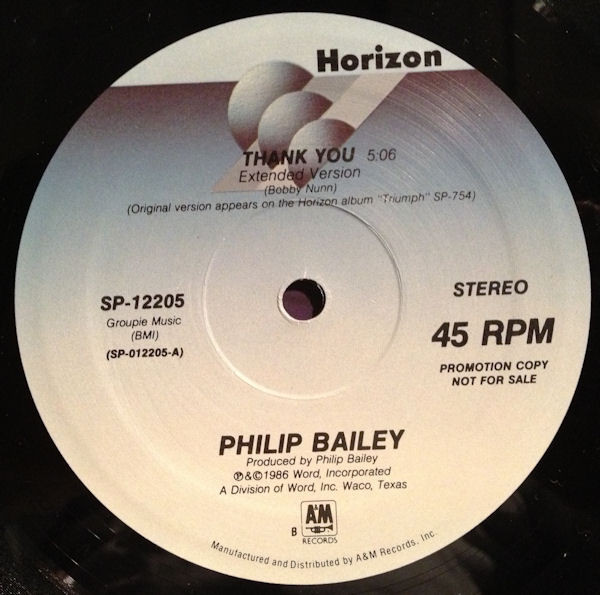 Horizon
THANK YOU 5:06
Extended Version
(Bobby Nunn)
(Original version appears on the Horizon album "Triumph" SP-754)
SP-12205
Groupie Music
(BMI)
(SP-012205-A)
STEREO
45 RPM
PROMOTION COPY
NOT FOR SALE
PHILIP BAILEY
Produced by Philip Bailey
℗&©1986 Word, Incorporated
A Division of Word, Inc. Waco, Texas
B
A&M
RECORDS
Manufactured and Distributed by A&M Records, Inc.